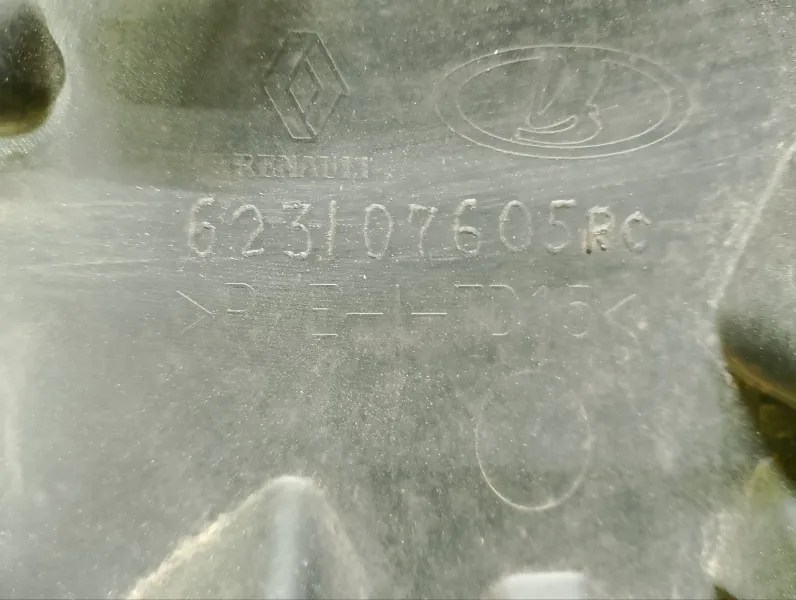 RENAULT
623107605RC
>P/E-I-TD15<